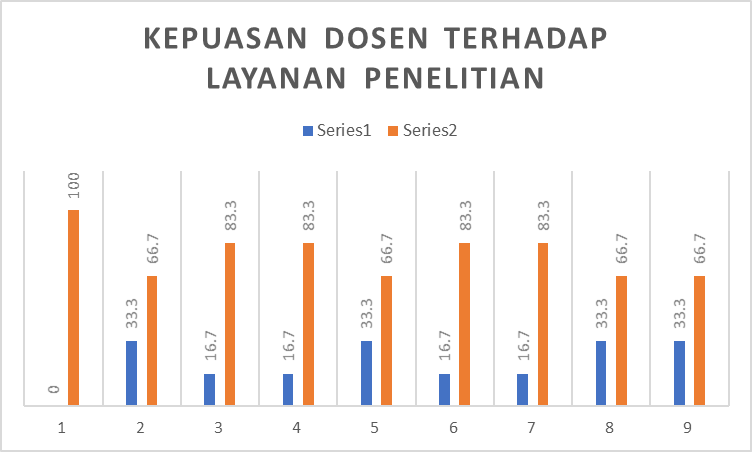 KEPUASAN DOSEN TERHADAP
LAYANAN PENELITIAN
Series1 Series2
0 100 33.3 66.7 16.7 83.3 16.7 83.3 33.3 66.7 16.7 83.3 16.7 83.3 33.3 66.7 33.3 66.7
1 2 3 4 5 6 7 8 9